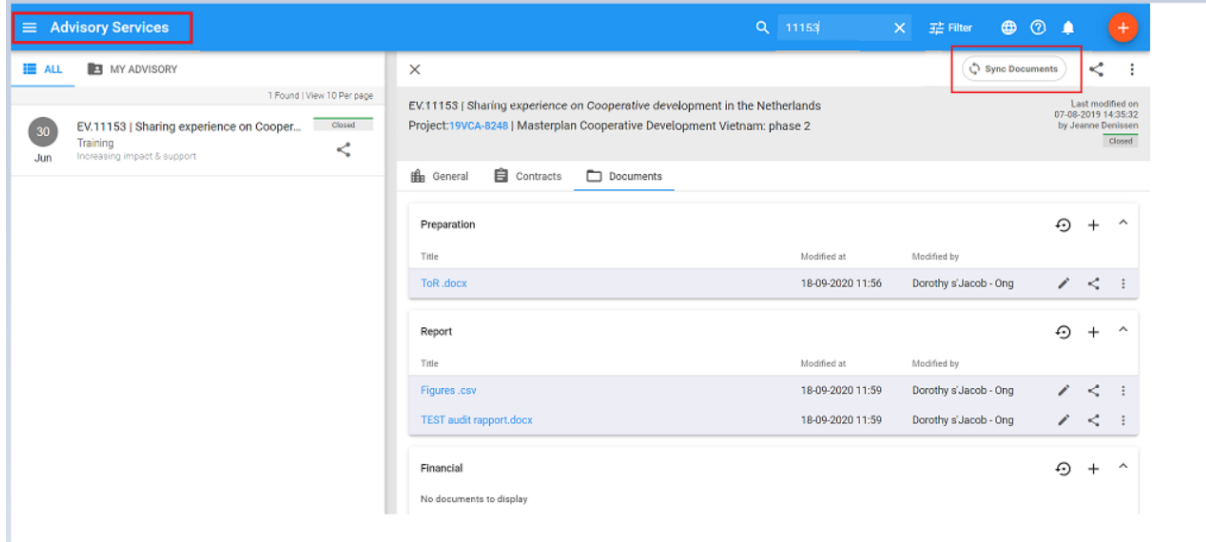 Advisory Services
11153
Filter
ALL
MY ADVISORY
Sync Documents
1 Found | View 10 Per page
30
Jun
EV.11153 | Sharing experience on Cooper...
Closed
Training
Increasing impact & support
EV.11153 | Sharing experience on Cooperative development in the Netherlands
Project:19VCA-8248 | Masterplan Cooperative Development Vietnam: phase 2
Last modified on
07-08-2019 14:35:32
by Jeanne Denissen
Closed
General
Contracts
Documents
Preparation
Title Modified at Modified by
ToR .docx 18-09-2020 11:56 Dorothy s'Jacob - Ong
Report
Title Modified at Modified by
Figures .csv 18-09-2020 11:59 Dorothy s'Jacob - Ong
TEST audit rapport.docx 18-09-2020 11:59 Dorothy s'Jacob - Ong
Financial
No documents to display